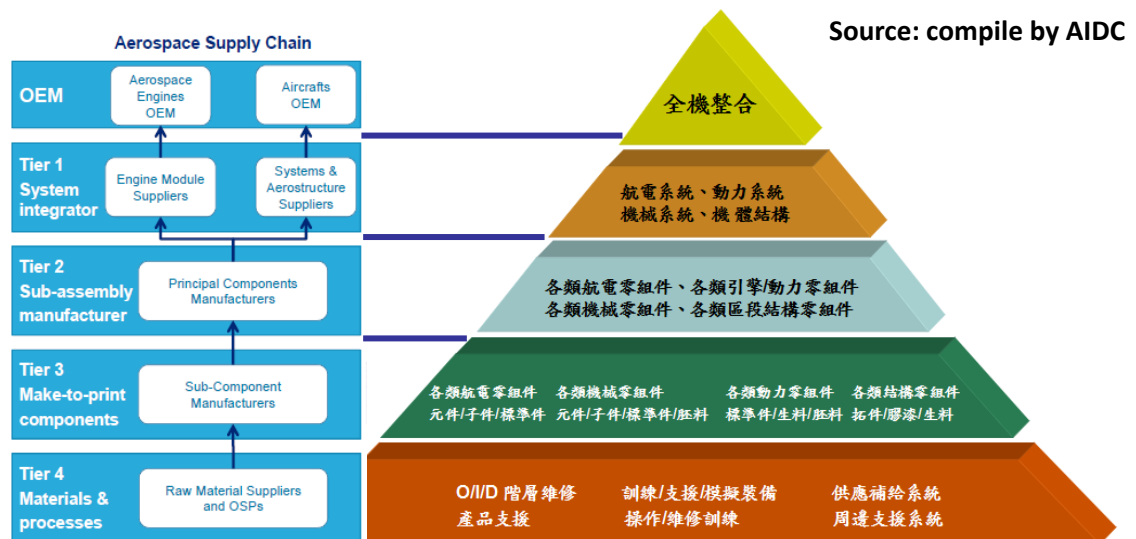 Source: compile by AIDC
Aerospace Supply Chain
OEM
Aerospace
Engines
OEM
Aircrafts
OEM
Tier 1
System
integrator
Engine Module
Suppliers
Systems &
Aerostructure
Suppliers
Tier 2
Sub-assembly
manufacturer
Principal Components
Manufacturers
Tier 3
Make-to-print
components
Sub-Component
Manufacturers
Tier 4
Materials &
processes
Raw Material Suppliers
and OSPs
全機整合
航電系統、動力系統
機械系統、機 體結構
各類航電零組件、各類引擎/動力零組件
各類機械零組件、各類區段結構零組件
各類航電零組件
元件/子件/標準件
各類機械零組件
元件/子件/標準件/胚料
各類動力零組件
標準件/生料/胚料
各類結構零組件
拓件/膠漆/生料
O/I/D 階層維修
產品支援
訓練/支援/模擬裝備
操作/維修訓練
供應補給系統
周邊支援系統